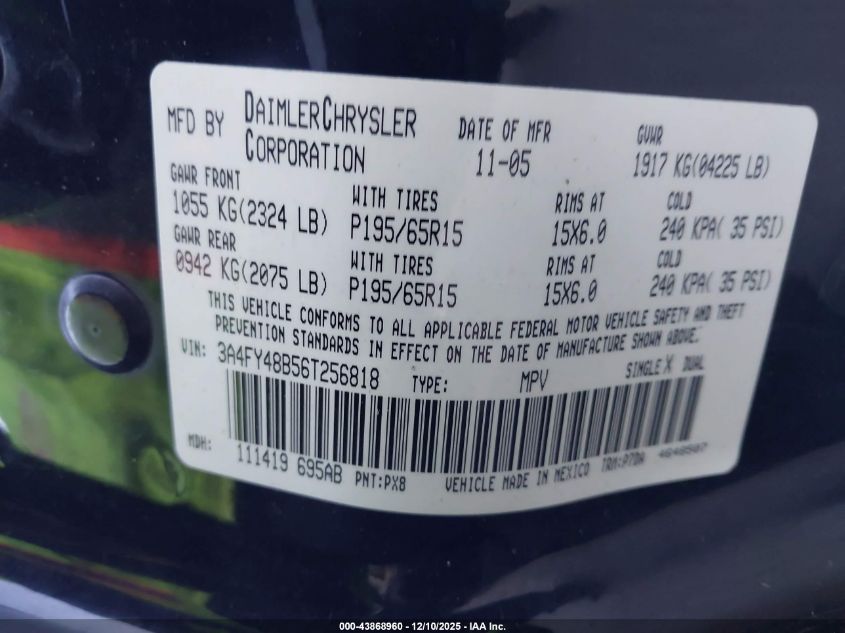 MFD BY DAIMLERCHRYSLER CORPORATION DATE OF MFR 11-05 GVWR 1917 KG(04225 LB)
GAWR FRONT WITH TIRES RIMS AT COLD
1055 KG(2324 LB) P195/65R15 15X6.0 240 KPA( 35 PSI)
GAWR REAR WITH TIRES RIMS AT COLD
0942 KG(2075 LB) P195/65R15 15X6.0 240 KPA( 35 PSI)
THIS VEHICLE CONFORMS TO ALL APPLICABLE FEDERAL MOTOR VEHICLE SAFETY AND THEFT
PREVENTION STANDARDS IN EFFECT ON THE DATE OF MANUFACTURE SHOWN ABOVE.
VIN: 3A4FY48B56T256818 TYPE: MPV SINGLE X DUAL
MDH: 111419 695AB PNT:PX8 VEHICLE MADE IN MEXICO
000-43868960 - 12/10/2025 - IAA Inc.